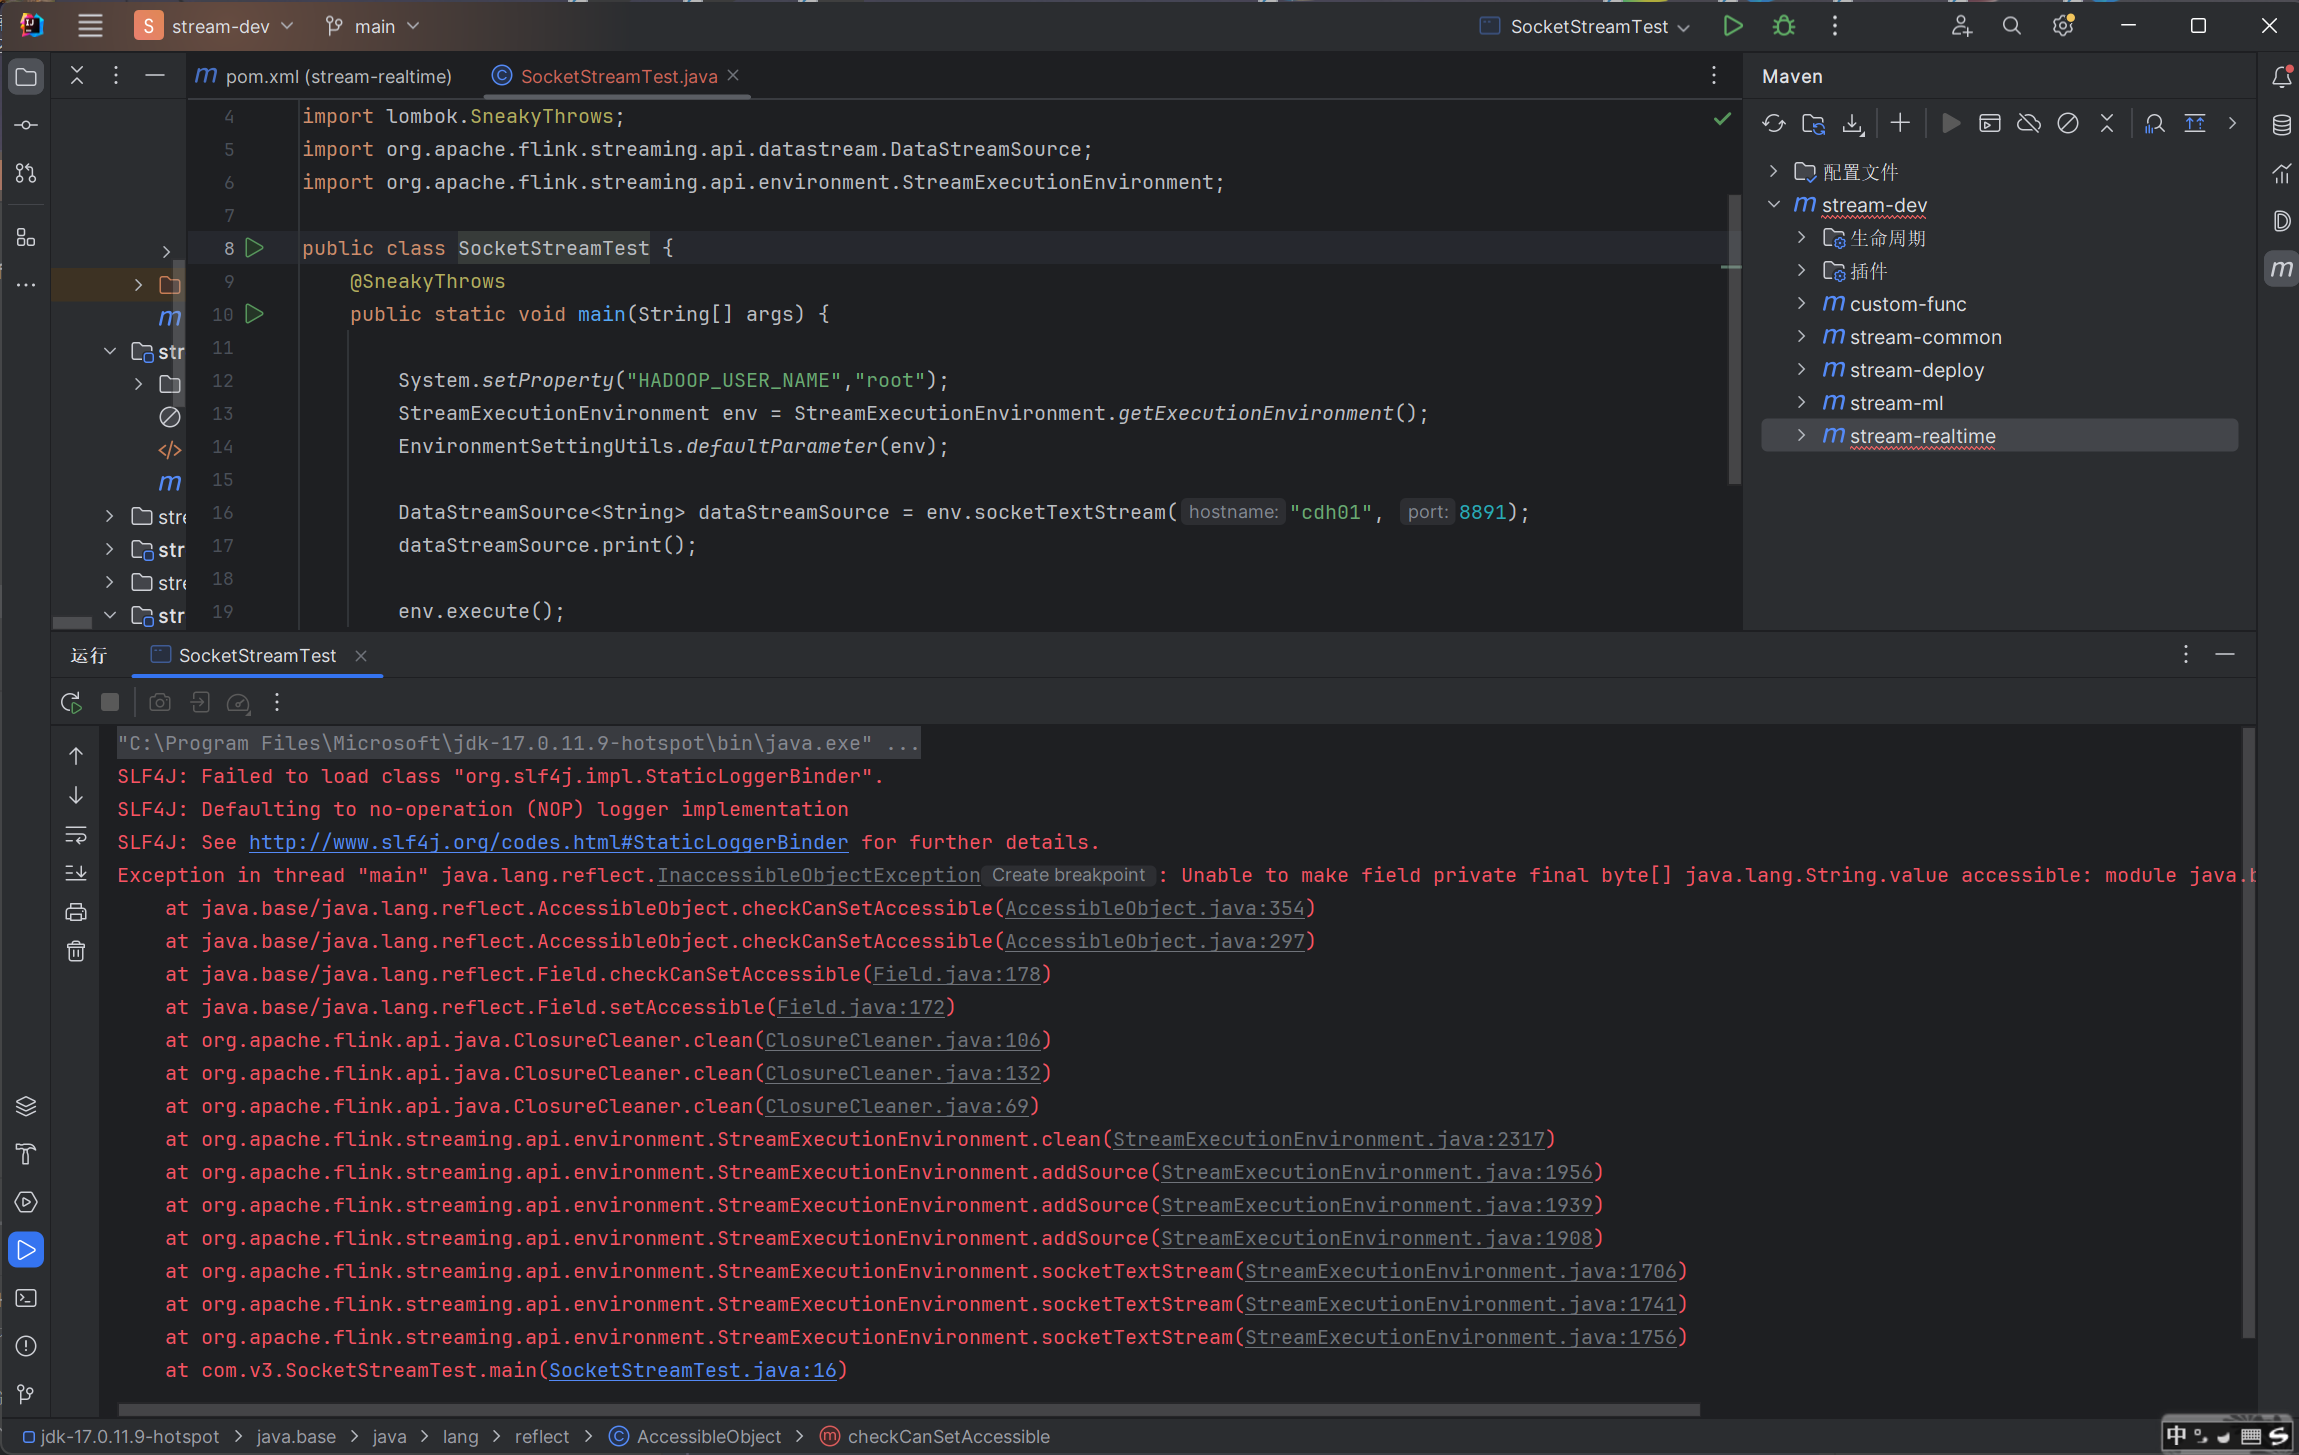 S stream-dev main SocketStreamTest
pom.xml (stream-realtime) SocketStreamTest.java
Maven
4 import lombok.SneakyThrows;
5 import org.apache.flink.streaming.api.datastream.DataStreamSource;
6 import org.apache.flink.streaming.api.environment.StreamExecutionEnvironment;
7
8 public class SocketStreamTest {
9 @SneakyThrows
10 public static void main(String[] args) {
11
12 System.setProperty("HADOOP_USER_NAME","root");
13 StreamExecutionEnvironment env = StreamExecutionEnvironment.getExecutionEnvironment();
14 EnvironmentSettingUtils.defaultParameter(env);
15
16 DataStreamSource<String> dataStreamSource = env.socketTextStream( hostname: "cdh01", port: 8891);
17 dataStreamSource.print();
18
19 env.execute();
str
str
str
配置文件
stream-dev
生命周期
插件
custom-func
stream-common
stream-deploy
stream-ml
stream-realtime
运行 SocketStreamTest
"C:\Program Files\Microsoft\jdk-17.0.11.9-hotspot\bin\java.exe" ...
SLF4J: Failed to load class "org.slf4j.impl.StaticLoggerBinder".
SLF4J: Defaulting to no-operation (NOP) logger implementation
SLF4J: See http://www.slf4j.org/codes.html#StaticLoggerBinder for further details.
Exception in thread "main" java.lang.reflect.InaccessibleObjectException Create breakpoint : Unable to make field private final byte[] java.lang.String.value accessible: module java.b
at java.base/java.lang.reflect.AccessibleObject.checkCanSetAccessible(AccessibleObject.java:354)
at java.base/java.lang.reflect.AccessibleObject.checkCanSetAccessible(AccessibleObject.java:297)
at java.base/java.lang.reflect.Field.checkCanSetAccessible(Field.java:178)
at java.base/java.lang.reflect.Field.setAccessible(Field.java:172)
at org.apache.flink.api.java.ClosureCleaner.clean(ClosureCleaner.java:106)
at org.apache.flink.api.java.ClosureCleaner.clean(ClosureCleaner.java:132)
at org.apache.flink.api.java.ClosureCleaner.clean(ClosureCleaner.java:69)
at org.apache.flink.streaming.api.environment.StreamExecutionEnvironment.clean(StreamExecutionEnvironment.java:2317)
at org.apache.flink.streaming.api.environment.StreamExecutionEnvironment.addSource(StreamExecutionEnvironment.java:1956)
at org.apache.flink.streaming.api.environment.StreamExecutionEnvironment.addSource(StreamExecutionEnvironment.java:1939)
at org.apache.flink.streaming.api.environment.StreamExecutionEnvironment.addSource(StreamExecutionEnvironment.java:1908)
at org.apache.flink.streaming.api.environment.StreamExecutionEnvironment.socketTextStream(StreamExecutionEnvironment.java:1706)
at org.apache.flink.streaming.api.environment.StreamExecutionEnvironment.socketTextStream(StreamExecutionEnvironment.java:1741)
at org.apache.flink.streaming.api.environment.StreamExecutionEnvironment.socketTextStream(StreamExecutionEnvironment.java:1756)
at com.v3.SocketStreamTest.main(SocketStreamTest.java:16)
jdk-17.0.11.9-hotspot > java.base > java > lang > reflect > AccessibleObject > checkCanSetAccessible
中